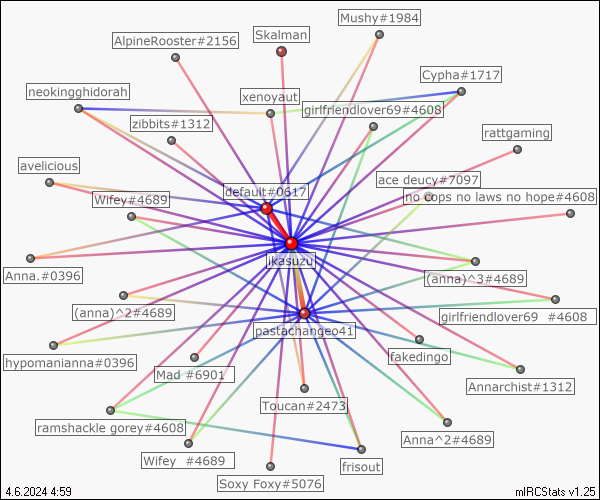 Mushy#1984
Skalman
AlpineRooster#2156
Cypha#1717
neokingghidorah
xenoyaut
girlfriendlover69#4608
zibbits#1312
rattgaming
avelicious
ace deucy#7097
default#0617
Wifey#4689
no cops no laws no hope#4608
ikasuzu
Anna.#0396
(anna)^3#4689
(anna)^2#4689
girlfriendlover69 #4608
pastachangeo41
hypomanianna#0396
fakedingo
Mad #6901
Annarchist#1312
Toucan#2473
ramshackle gorey#4608
Anna^2#4689
Wifey #4689
frisout
Soxy Foxy#5076
4.6.2024 4:59
mIRCStats v1.25